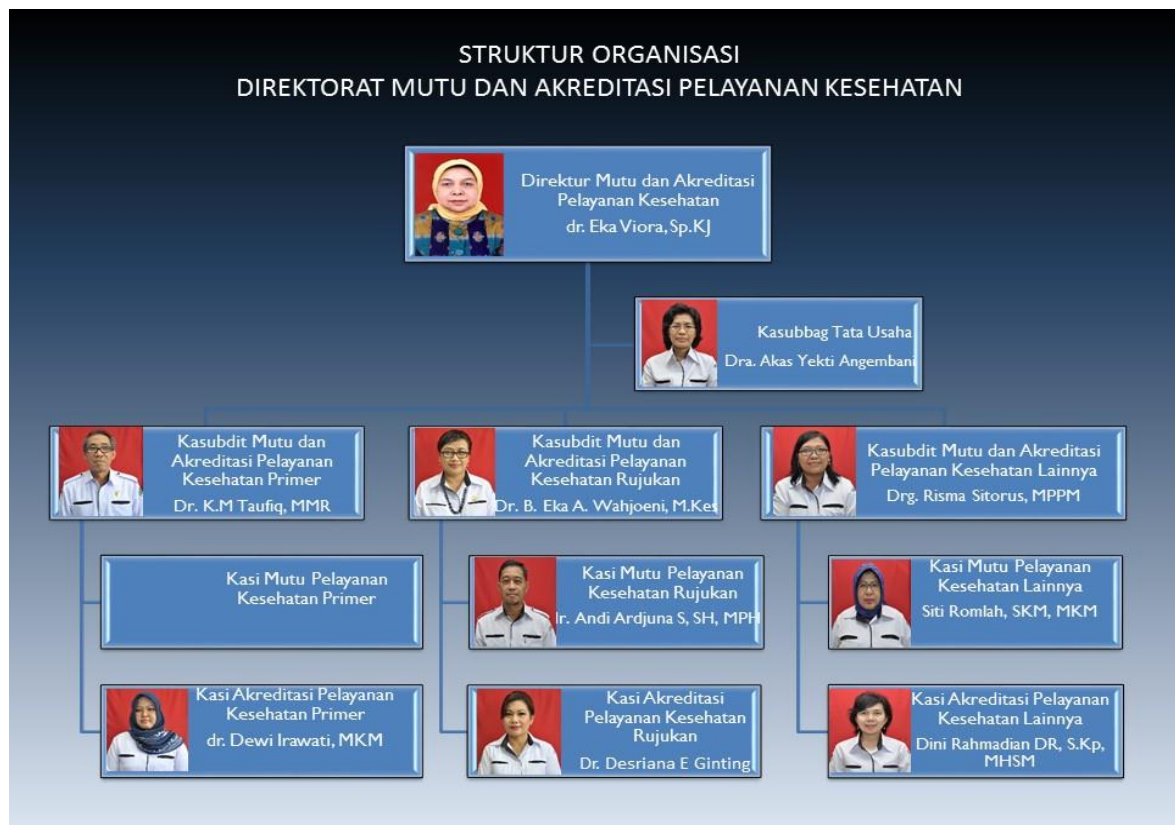 STRUKTUR ORGANISASI
DIREKTORAT MUTU DAN AKREDITASI PELAYANAN KESEHATAN
Direktur Mutu dan Akreditasi
Pelayanan Kesehatan
dr. Eka Viora, Sp.KJ
Kasubbag Tata Usaha
Dra. Akas Yekti Angembani
Kasubdit Mutu dan
Akreditasi Pelayanan
Kesehatan Primer
Dr. K.M Taufiq, MMR
Kasubdit Mutu dan
Akreditasi Pelayanan
Kesehatan Rujukan
Dr. B. Eka A. Wahjoeni, M.Kes
Kasubdit Mutu dan Akreditasi
Pelayanan Kesehatan Lainnya
Drg. Risma Sitorus, MPPM
Kasi Mutu Pelayanan
Kesehatan Primer
Kasi Mutu Pelayanan
Kesehatan Rujukan
Andi Ardjuna S, SH, MPH
Kasi Mutu Pelayanan
Kesehatan Lainnya
Siti Romlah, SKM, MKM
Kasi Akreditasi Pelayanan
Kesehatan Primer
dr. Dewi Irawati, MKM
Kasi Akreditasi
Pelayanan Kesehatan
Rujukan
Dr. Desriana E Ginting
Kasi Akreditasi Pelayanan
Kesehatan Lainnya
Dini Rahmadian DR, S.Kp,
MHSM